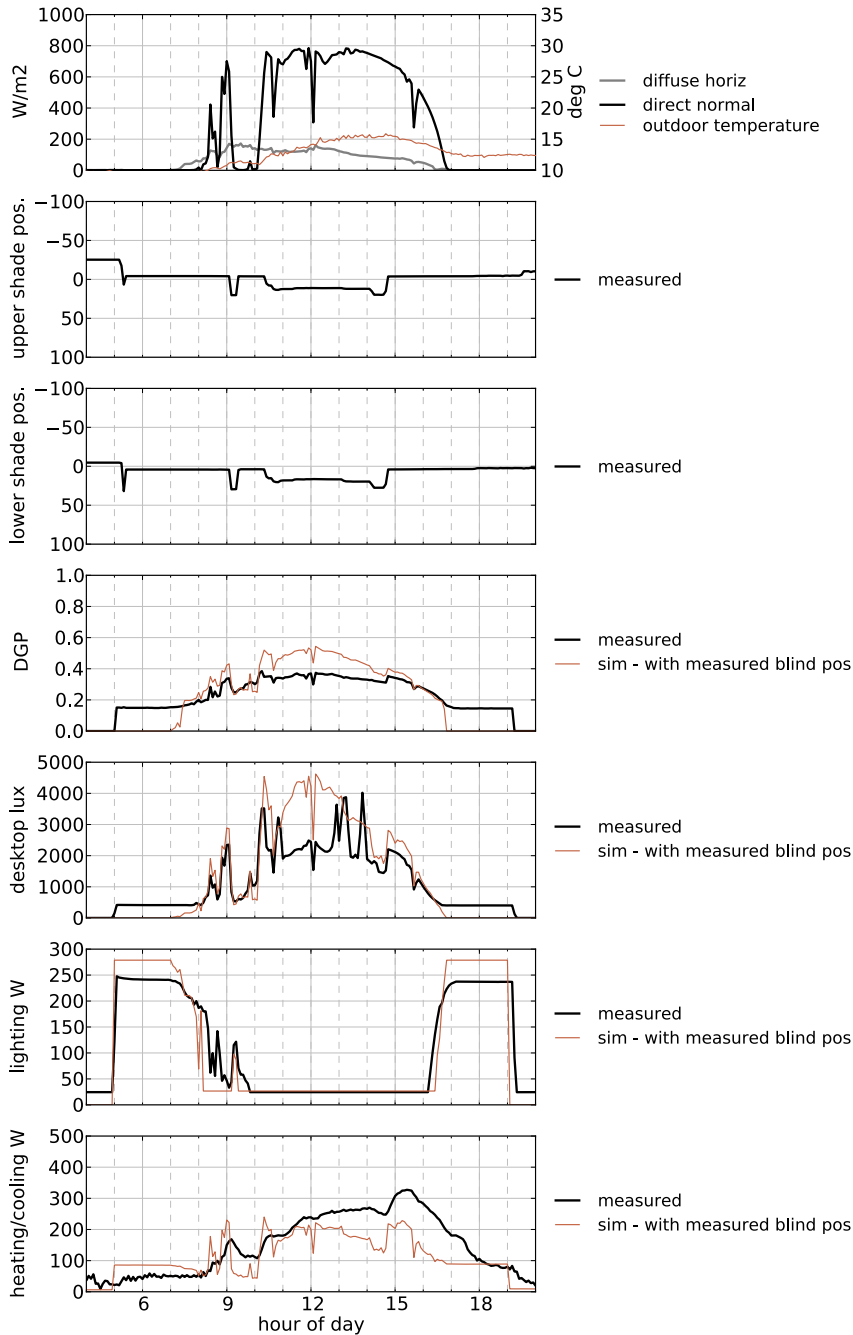 1000
800
600
400
200
0
W/m2
35
30
25
20
15
10
deg C
diffuse horiz
direct normal
outdoor temperature
−100
−50
0
50
100
upper shade pos.
measured
−100
−50
0
50
100
lower shade pos.
measured
1.0
0.8
0.6
0.4
0.2
0.0
DGP
measured
sim - with measured blind pos
5000
4000
3000
2000
1000
0
desktop lux
measured
sim - with measured blind pos
300
250
200
150
100
50
0
lighting W
measured
sim - with measured blind pos
500
400
300
200
100
0
heating/cooling W
measured
sim - with measured blind pos
6 9 12 15 18
hour of day